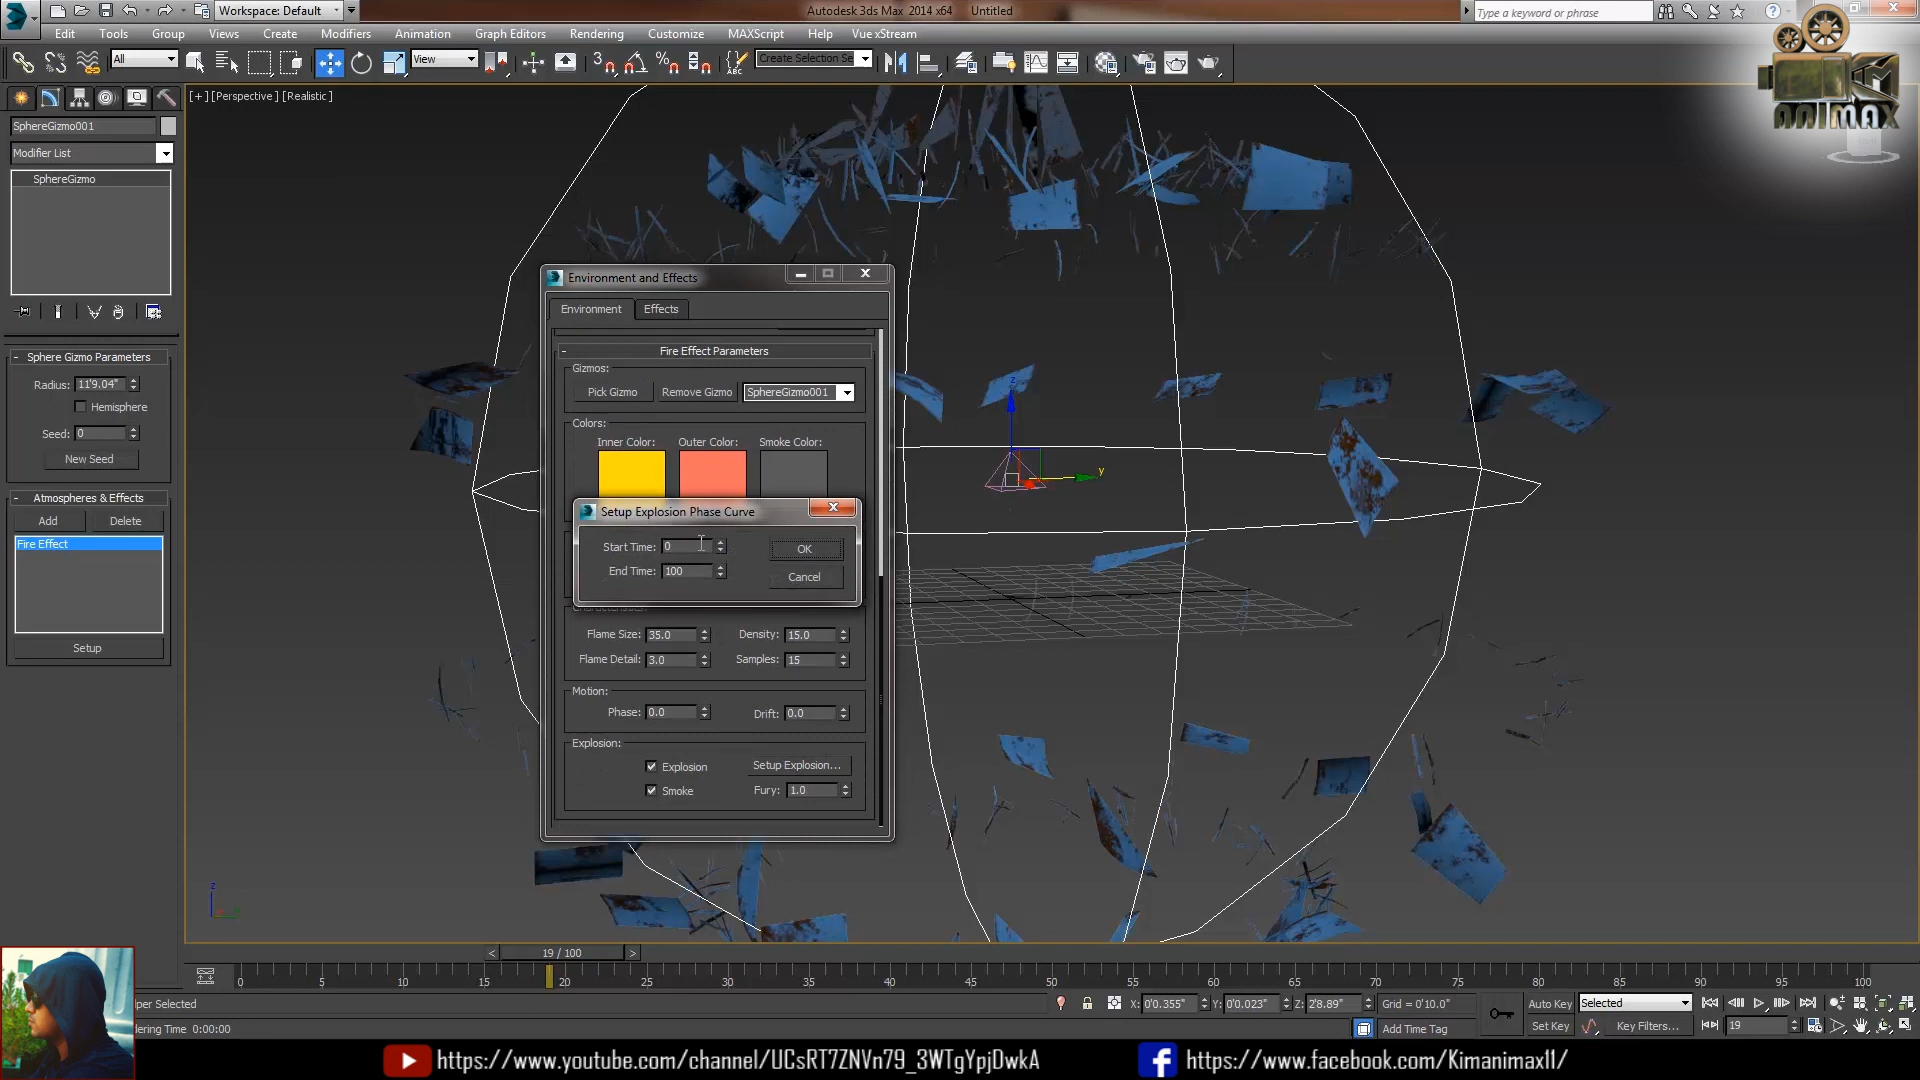 Workspace: Default
Autodesk 3ds Max 2014 x64 Untitled
Type a keyword or phrase
Edit Tools Group Views Create Modifiers Animation Graph Editors Rendering Customize MAXScript Help Vue xStream
All View Create Selection Se
ANIMAX
[+] [Perspective] [Realistic]
SphereGizmo001
Modifier List
SphereGizmo
Sphere Gizmo Parameters
Radius: 11'9.04"
Hemisphere
Seed: 0
New Seed
Atmospheres & Effects
Add Delete
Fire Effect
Setup
Environment and Effects
Environment Effects
Fire Effect Parameters
Gizmos:
Pick Gizmo Remove Gizmo SphereGizmo001
Colors:
Inner Color: Outer Color: Smoke Color:
Setup Explosion Phase Curve
Start Time: 0 OK
End Time: 100 Cancel
Flame Size: 35.0 Density: 15.0
Flame Detail: 3.0 Samples: 15
Motion:
Phase: 0.0 Drift: 0.0
Explosion:
Explosion Setup Explosion...
Smoke Fury: 1.0
z
y
z
< 19 / 100 >
0 5 10 15 20 25 30 35 40 45 50 55 60 65 70 75 80 85 90 95 100
lper Selected X: 0'0.355" Y: 0'0.023" Z: 2'8.89" Grid = 0'10.0" Auto Key Selected
dering Time 0:00:00 Add Time Tag Set Key Key Filters... 19
https://www.youtube.com/channel/UCsRT7ZNVn79_3WTgYpjDwkA https://www.facebook.com/Kimanimax11/